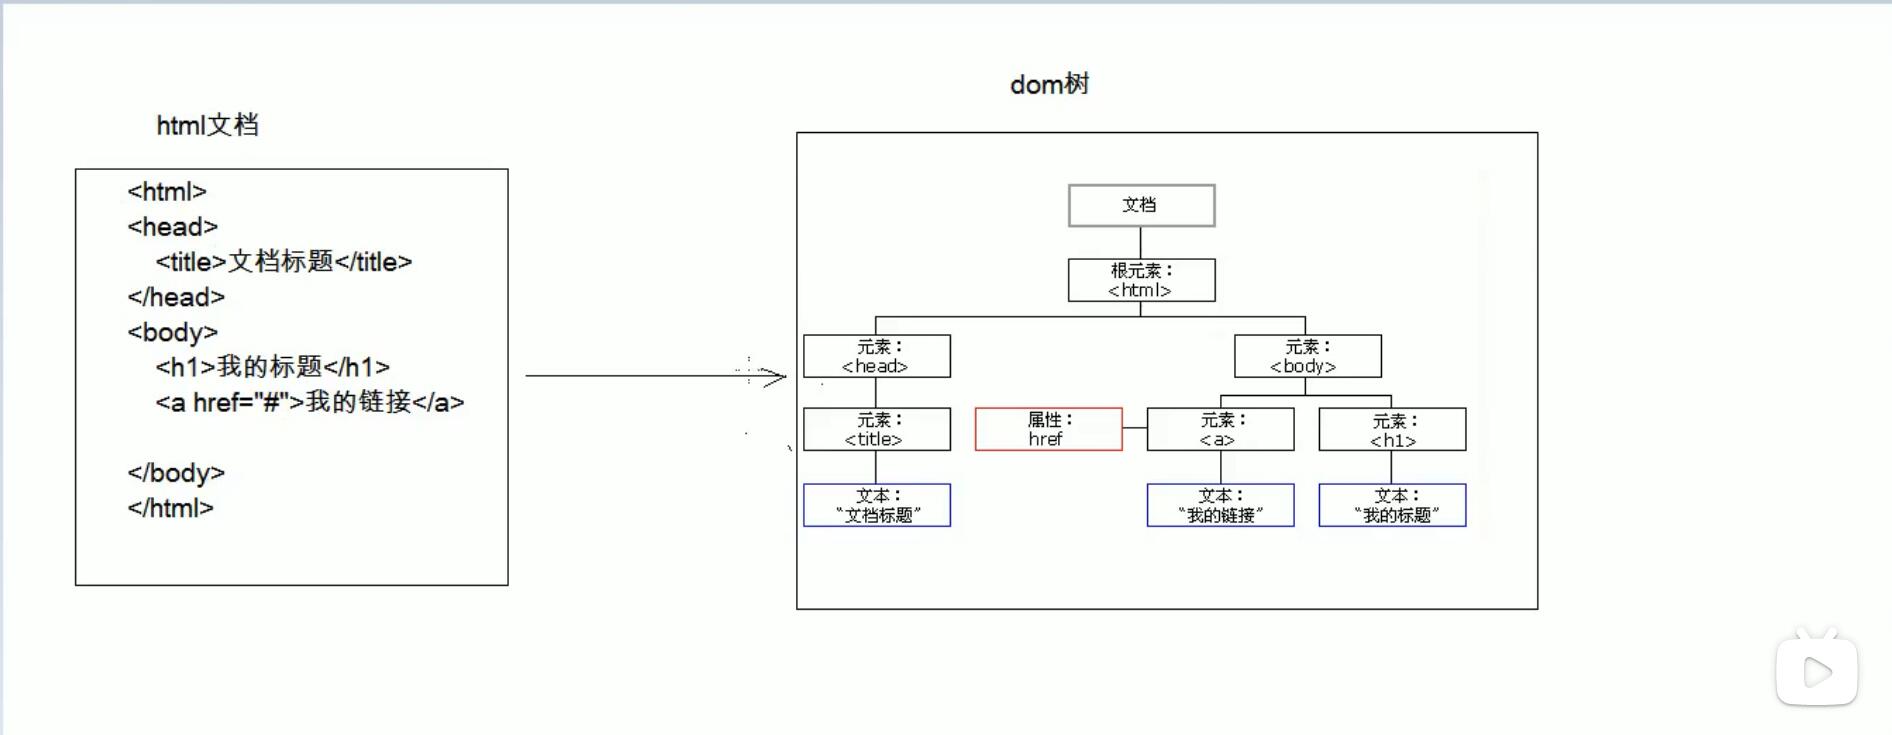 html文档
<html>
<head>
<title>文档标题</title>
</head>
<body>
<h1>我的标题</h1>
<a href="#">我的链接</a>
</body>
</html>
dom树
文档
根元素：
<html>
元素：
<head>
元素：
<body>
元素：
<title>
属性：
href
元素：
<a>
元素：
<h1>
文本：
“文档标题”
文本：
“我的链接”
文本：
“我的标题”